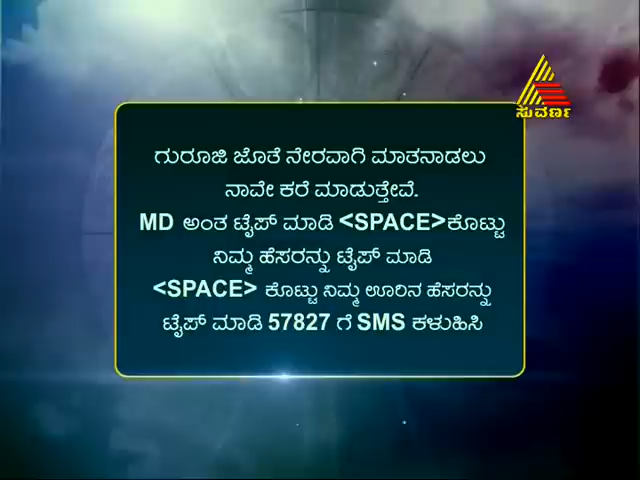 ಸುವರ್ಣ
ಗುರೂಜಿ ಜೊತೆ ನೇರವಾಗಿ ಮಾತನಾಡಲು
ನಾವೇ ಕರೆ ಮಾಡುತ್ತೇವೆ.
MD ಅಂತ ಟೈಪ್ ಮಾಡಿ <SPACE>ಕೊಟ್ಟು
ನಿಮ್ಮ ಹೆಸರನ್ನು ಟೈಪ್ ಮಾಡಿ
<SPACE> ಕೊಟ್ಟು ನಿಮ್ಮ ಊರಿನ ಹೆಸರನ್ನು
ಟೈಪ್ ಮಾಡಿ 57827 ಗೆ SMS ಕಳುಹಿಸಿ